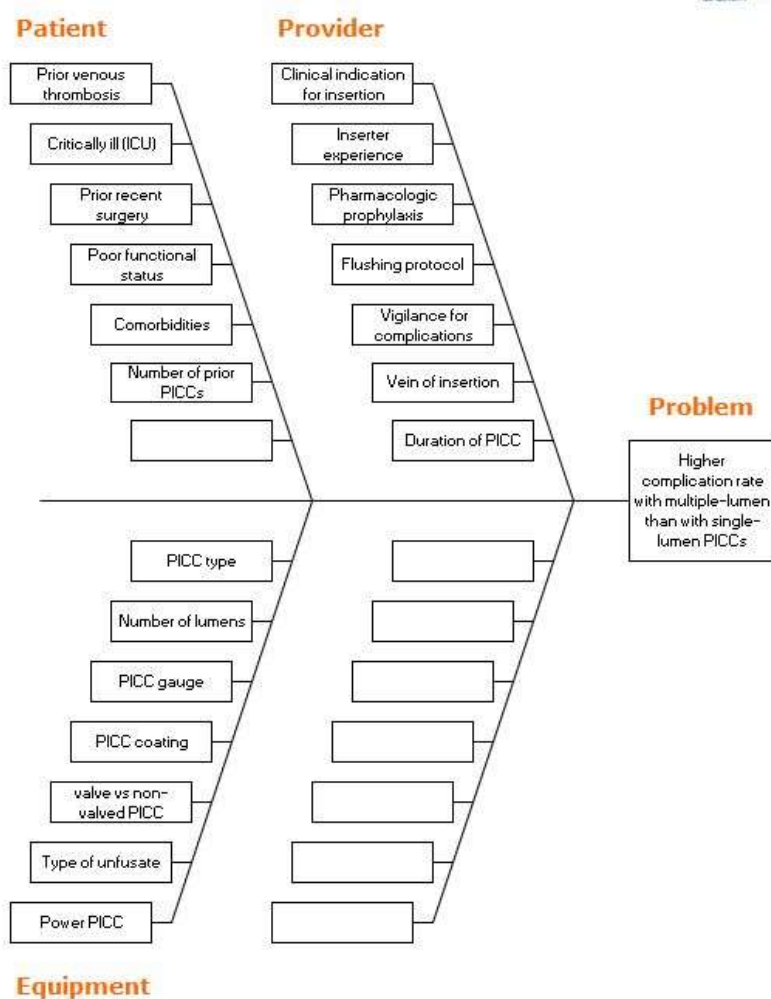 Patient
Provider
Prior venous
thrombosis
Critically ill (ICU)
Prior recent
surgery
Poor functional
status
Comorbidities
Number of prior
PICCs
Clinical indication
for insertion
Inserter
experience
Pharmacologic
prophylaxis
Flushing protocol
Vigilance for
complications
Vein of insertion
Duration of PICC
Problem
Higher
complication rate
with multiple-lumen
than with single-
lumen PICCs
PICC type
Number of lumens
PICC gauge
PICC coating
valve vs non-
valved PICC
Type of unfusate
Power PICC
Equipment